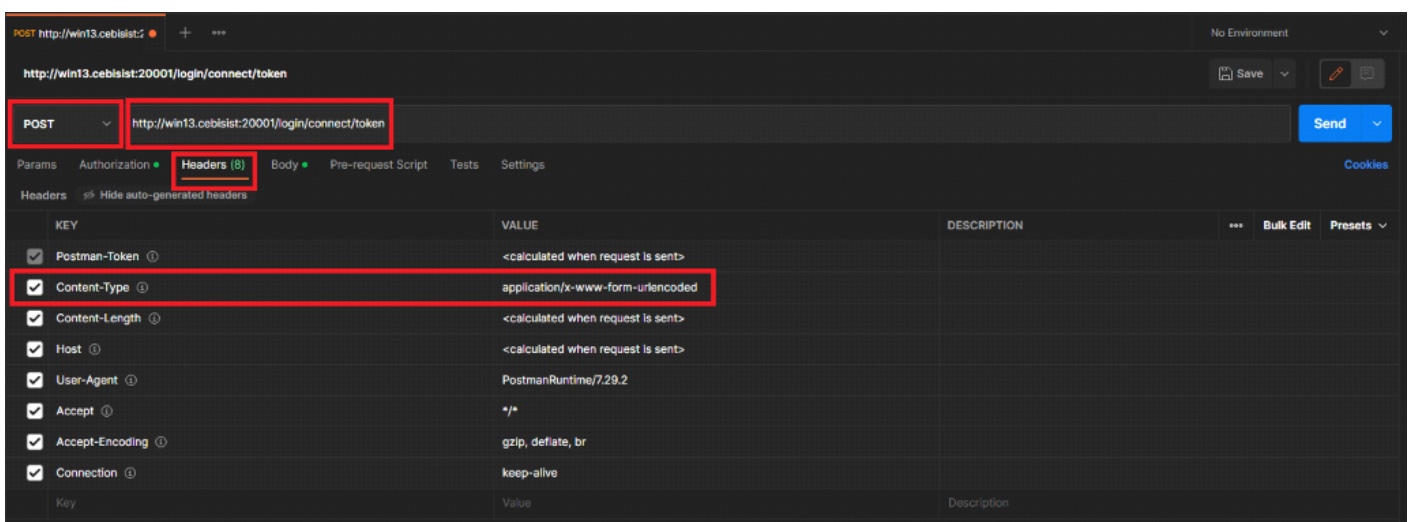 POST http://win13.cebisist:2
No Environment
http://win13.cebisist:20001/login/connect/token
Save
POST http://win13.cebisist:20001/login/connect/token Send
Params Authorization Headers (8) Body Pre-request Script Tests Settings Cookies
Headers Hide auto-generated headers
KEY VALUE DESCRIPTION Bulk Edit Presets
Postman-Token <calculated when request is sent>
Content-Type application/x-www-form-urlencoded
Content-Length <calculated when request is sent>
Host <calculated when request is sent>
User-Agent PostmanRuntime/7.29.2
Accept */*
Accept-Encoding gzip, deflate, br
Connection keep-alive
Key Value Description